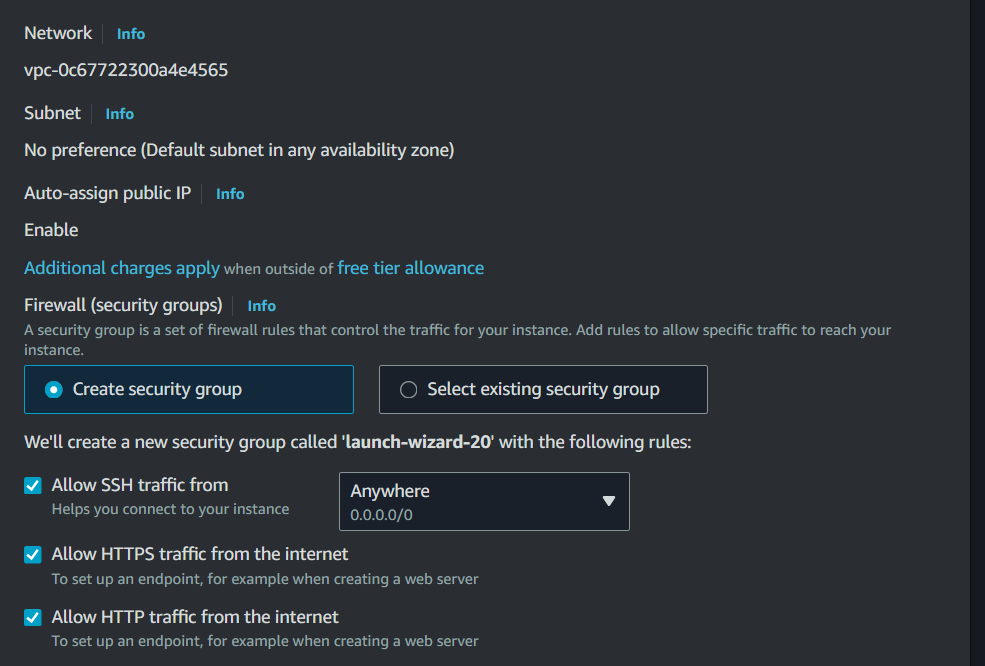 Network Info
vpc-0c67722300a4e4565
Subnet Info
No preference (Default subnet in any availability zone)
Auto-assign public IP Info
Enable
Additional charges apply when outside of free tier allowance
Firewall (security groups) Info
A security group is a set of firewall rules that control the traffic for your instance. Add rules to allow specific traffic to reach your
instance.
Create security group
Select existing security group
We'll create a new security group called 'launch-wizard-20' with the following rules:
Allow SSH traffic from
Helps you connect to your instance
Anywhere
0.0.0.0/0
Allow HTTPS traffic from the internet
To set up an endpoint, for example when creating a web server
Allow HTTP traffic from the internet
To set up an endpoint, for example when creating a web server